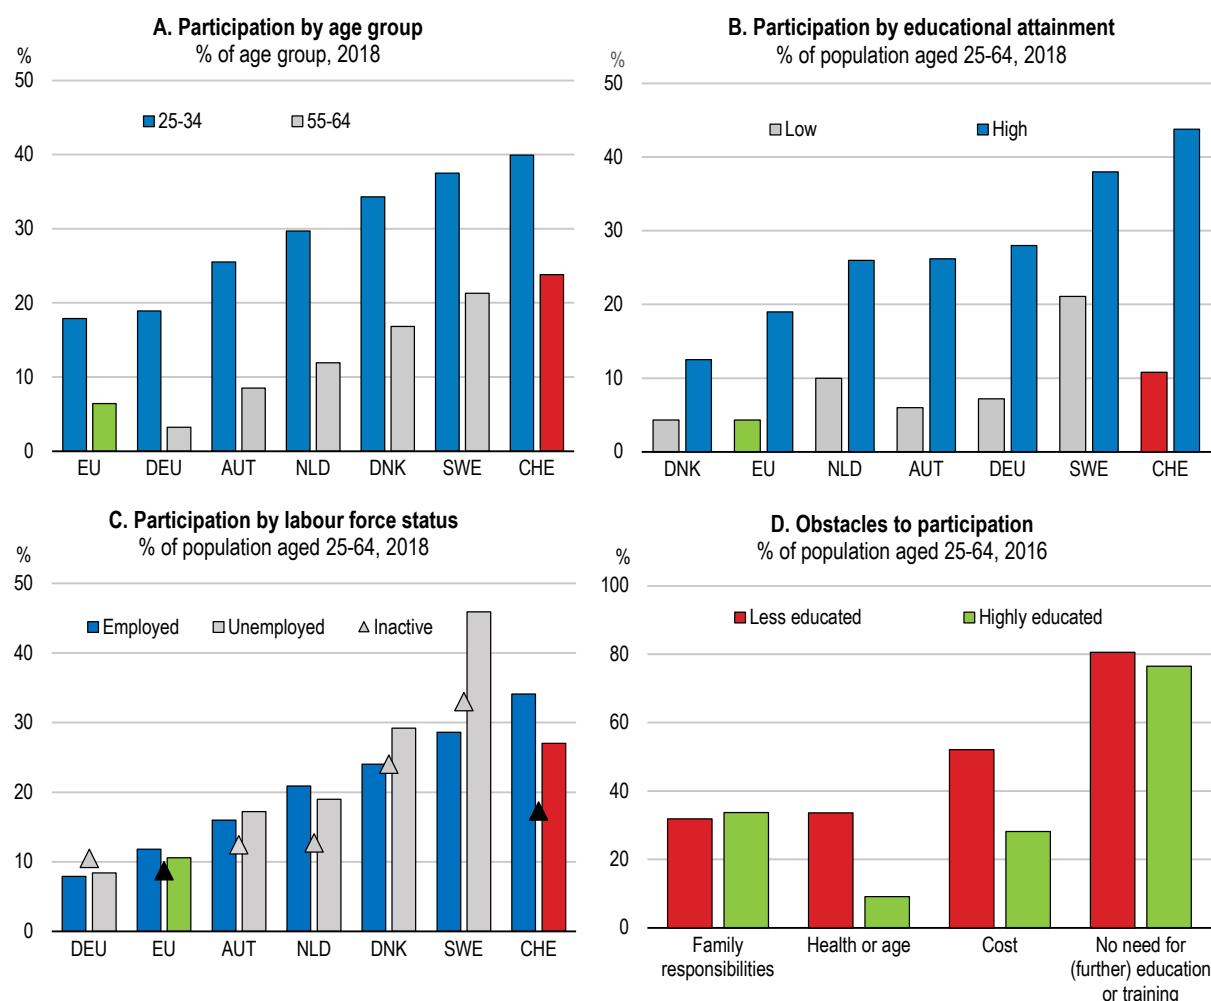 A. Participation by age group
% of age group, 2018
%
50
40
30
20
10
0
25-34
55-64
EU
DEU
AUT
NLD
DNK
SWE
CHE
B. Participation by educational attainment
% of population aged 25-64, 2018
%
50
40
30
20
10
0
Low
High
DNK
EU
NLD
AUT
DEU
SWE
CHE
C. Participation by labour force status
% of population aged 25-64, 2018
%
50
40
30
20
10
0
Employed
Unemployed
Inactive
DEU
EU
AUT
NLD
DNK
SWE
CHE
D. Obstacles to participation
% of population aged 25-64, 2016
%
100
80
60
40
20
0
Less educated
Highly educated
Family
responsibilities
Health or age
Cost
No need for
(further) education
or training